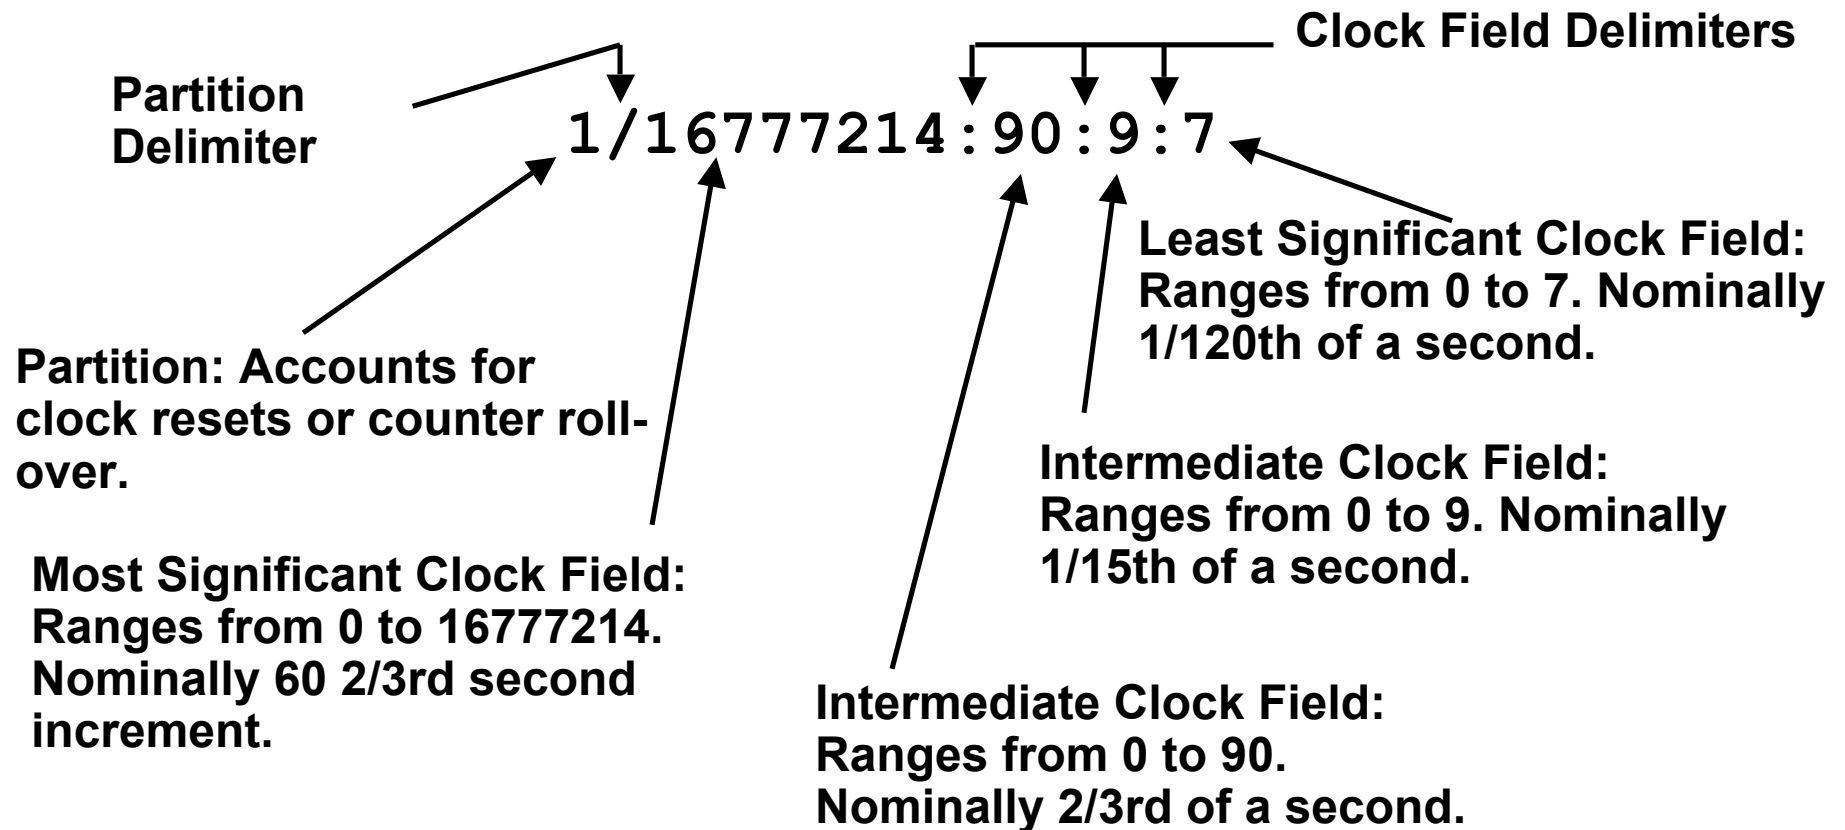 Clock Field Delimiters
Partition
Delimiter
1/16777214:90:9:7
Least Significant Clock Field:
Ranges from 0 to 7. Nominally
1/120th of a second.
Partition: Accounts for
clock resets or counter roll-
over.
Intermediate Clock Field:
Ranges from 0 to 9. Nominally
1/15th of a second.
Most Significant Clock Field:
Ranges from 0 to 16777214.
Nominally 60 2/3rd second
increment.
Intermediate Clock Field:
Ranges from 0 to 90.
Nominally 2/3rd of a second.